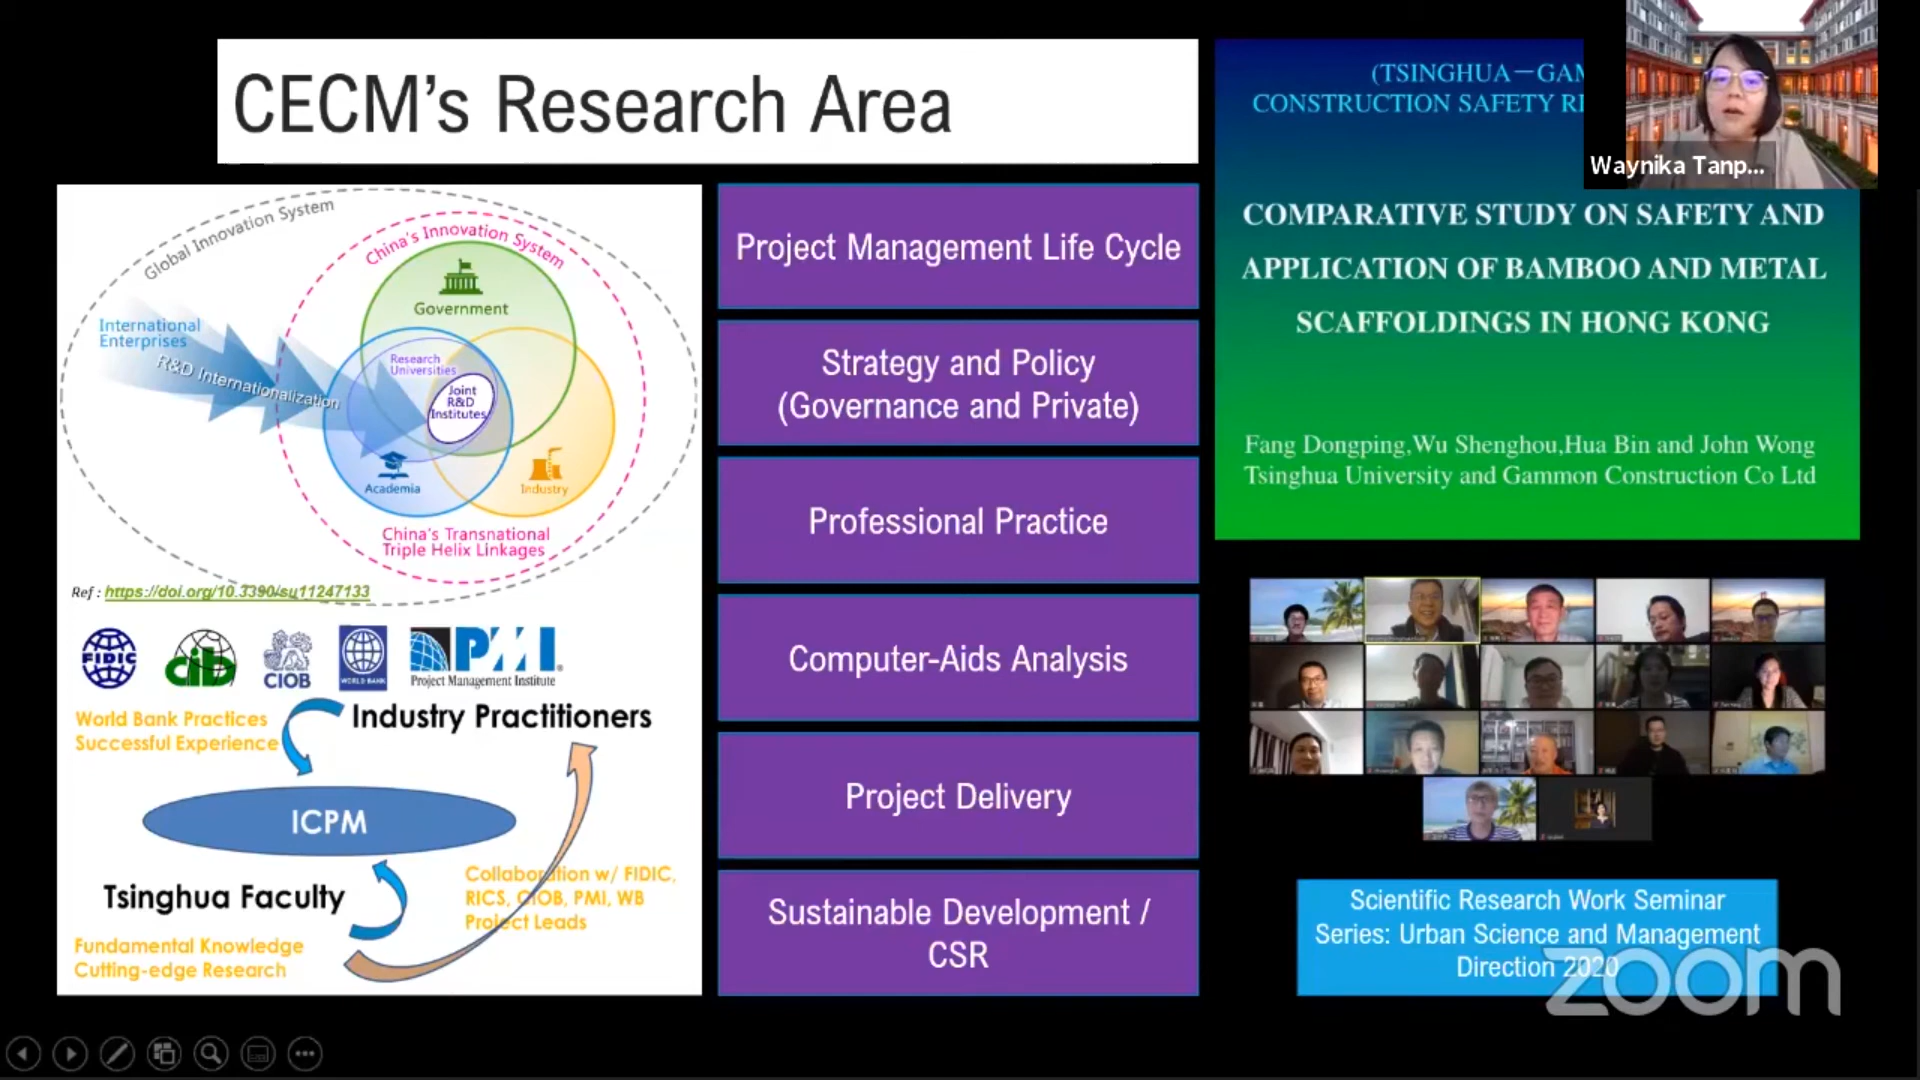 CECM's Research Area
Global Innovation System
China's Innovation System
Government
International
Enterprises
R&D Internationalization
Research
Universities
Joint
R&D
Institutes
Academia
Industry
China's Transnational
Triple Helix Linkages
Ref : https://doi.org/10.3390/su11247133
FIDIC
cib
CIOB
WORLD BANK
PMI
Project Management Institute
World Bank Practices
Successful Experience
Industry Practitioners
ICPM
Tsinghua Faculty
Collaboration w/ FIDIC,
RICS, CIOB, PMI, WB
Project Leads
Fundamental Knowledge
Cutting-edge Research
Project Management Life Cycle
Strategy and Policy
(Governance and Private)
Professional Practice
Computer-Aids Analysis
Project Delivery
Sustainable Development /
CSR
(TSINGHUA－GAM
CONSTRUCTION SAFETY RE
COMPARATIVE STUDY ON SAFETY AND
APPLICATION OF BAMBOO AND METAL
SCAFFOLDINGS IN HONG KONG
Fang Dongping,Wu Shenghou,Hua Bin and John Wong
Tsinghua University and Gammon Construction Co Ltd
Waynika Tanp...
Scientific Research Work Seminar
Series: Urban Science and Management
Direction 2020
zoom